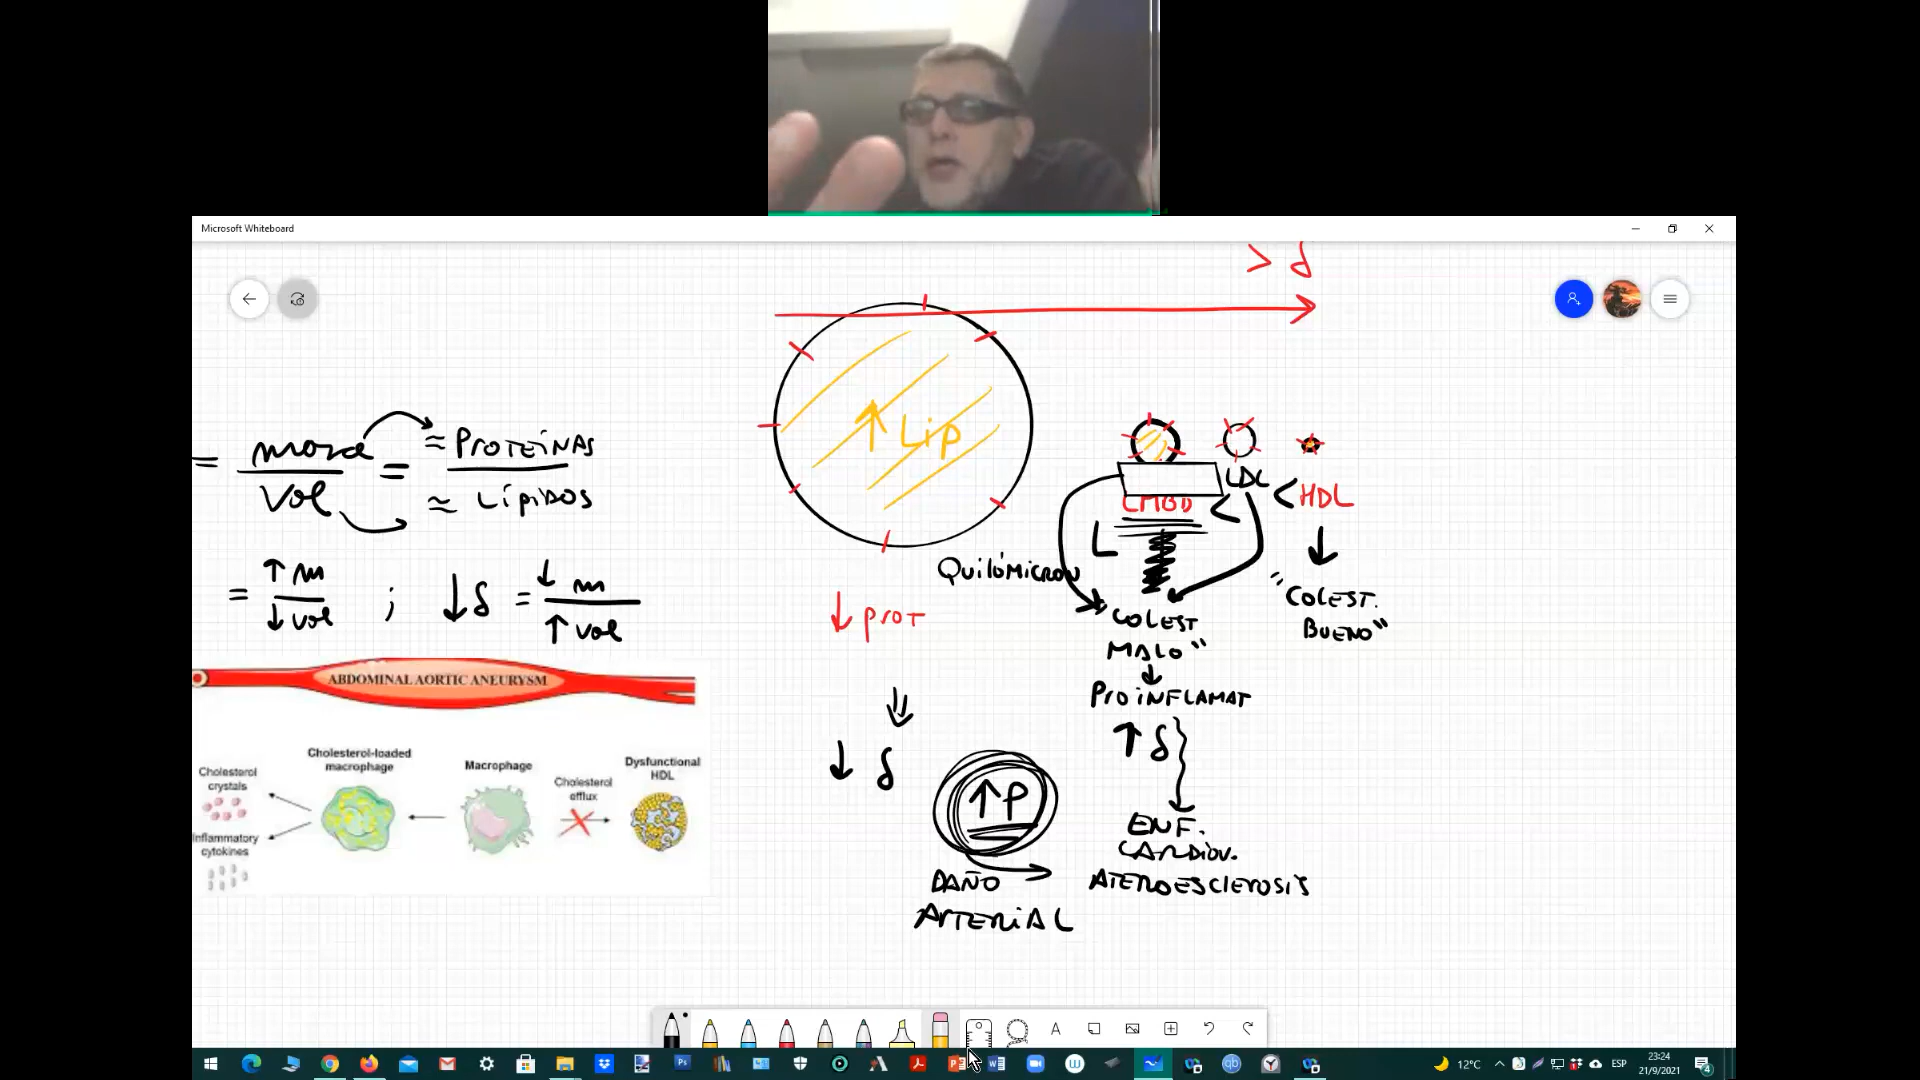 Microsoft Whiteboard
> δ
↑ Lip
= masa / Vol = ≈ PROTEÍNAS / ≈ LÍPIDOS
LDL
< HDL
LMBD <
QUILÓMICRON
= ↑ m / ↓ vol ; ↓ δ = ↓ m / ↑ vol
↓ PROT
COLEST
MALO"
"COLEST.
BUENO"
PROINFLAMAT
↑ δ
⇓
↓ δ
↑ P
DAÑO
ARTERIAL
ENF.
CARDIOV.
ATEROESCLEROSIS
ABDOMINAL AORTIC ANEURYSM
Cholesterol
crystals
Cholesterol-loaded
macrophage
Macrophage
Cholesterol
efflux
Dysfunctional
HDL
Inflammatory
cytokines
12°C
ESP
23:24
21/9/2021